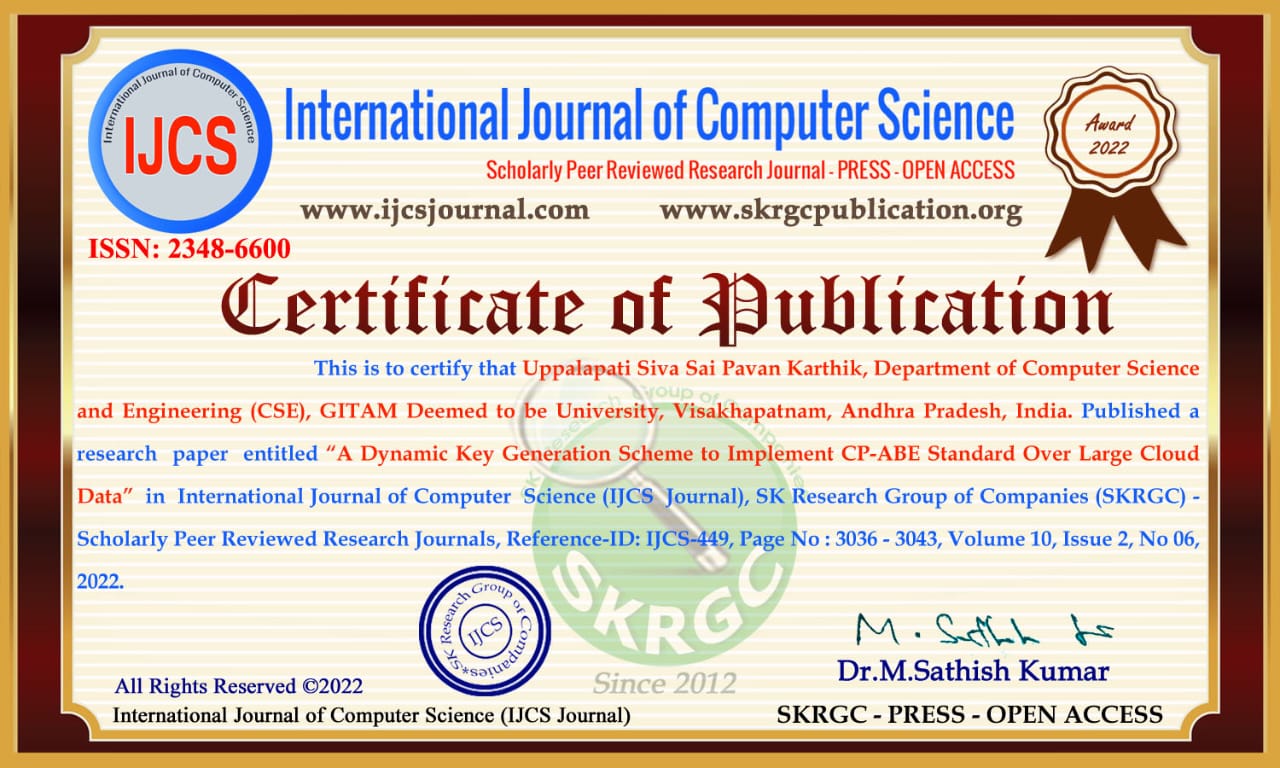 International Journal of Computer Science
IJCS
International Journal of Computer Science
Scholarly Peer Reviewed Research Journal - PRESS - OPEN ACCESS
www.ijcsjournal.com www.skrgcpublication.org
Award
2022
ISSN: 2348-6600
Certificate of Publication
This is to certify that Uppalapati Siva Sai Pavan Karthik, Department of Computer Science
and Engineering (CSE), GITAM Deemed to be University, Visakhapatnam, Andhra Pradesh, India. Published a
research paper entitled “A Dynamic Key Generation Scheme to Implement CP-ABE Standard Over Large Cloud
Data” in International Journal of Computer Science (IJCS Journal), SK Research Group of Companies (SKRGC) -
Scholarly Peer Reviewed Research Journals, Reference-ID: IJCS-449, Page No : 3036 - 3043, Volume 10, Issue 2, No 06,
2022.
SK Research Group of Companies
SKRGC
Since 2012
*SK Research Group of Companies*
IJCS
M. Sathish
Dr.M.Sathish Kumar
All Rights Reserved ©2022
International Journal of Computer Science (IJCS Journal)
SKRGC - PRESS - OPEN ACCESS